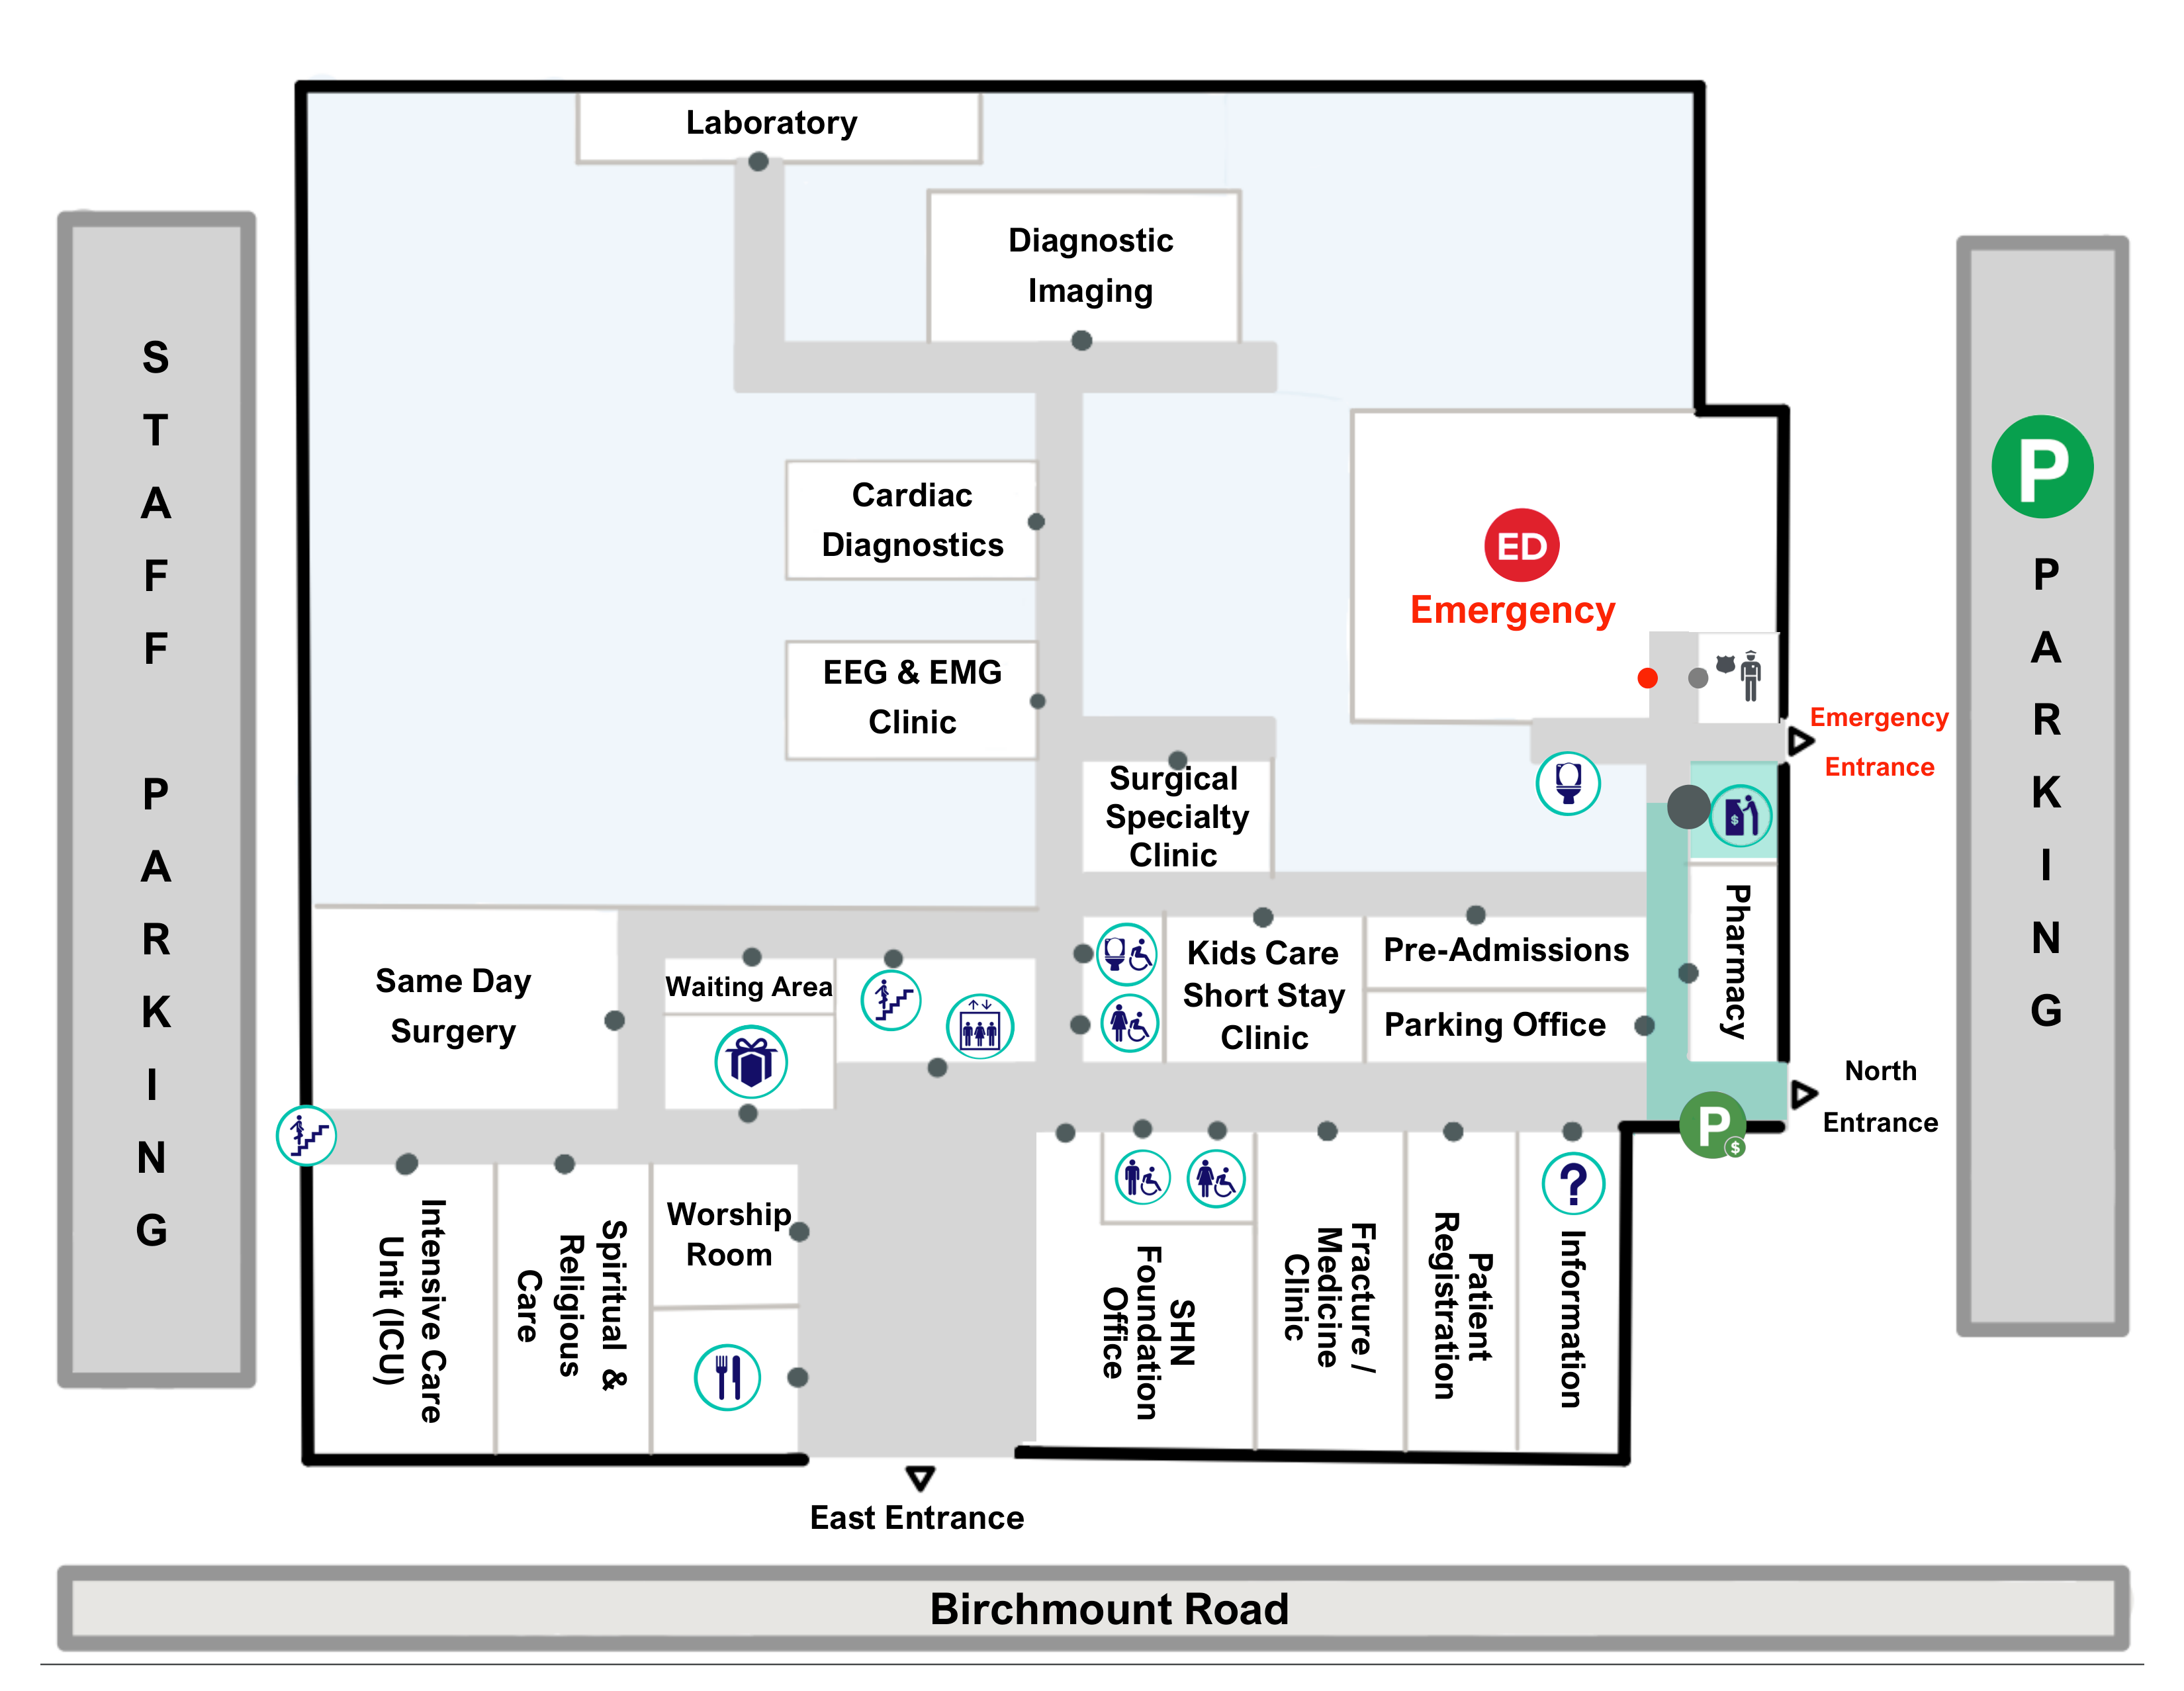 Laboratory
Diagnostic
Imaging
STAFF PARKING
P
PARKING
Cardiac
Diagnostics
ED
Emergency
EEG & EMG
Clinic
Emergency
Entrance
Surgical
Specialty
Clinic
$
Pharmacy
Same Day
Surgery
Waiting Area
Kids Care
Short Stay
Clinic
Pre-Admissions
Parking Office
North
Entrance
P
$
?
Intensive Care
Unit (ICU)
Spiritual &
Religious
Care
Worship
Room
SHN
Foundation
Office
Fracture /
Medicine
Clinic
Patient
Registration
Information
East Entrance
Birchmount Road